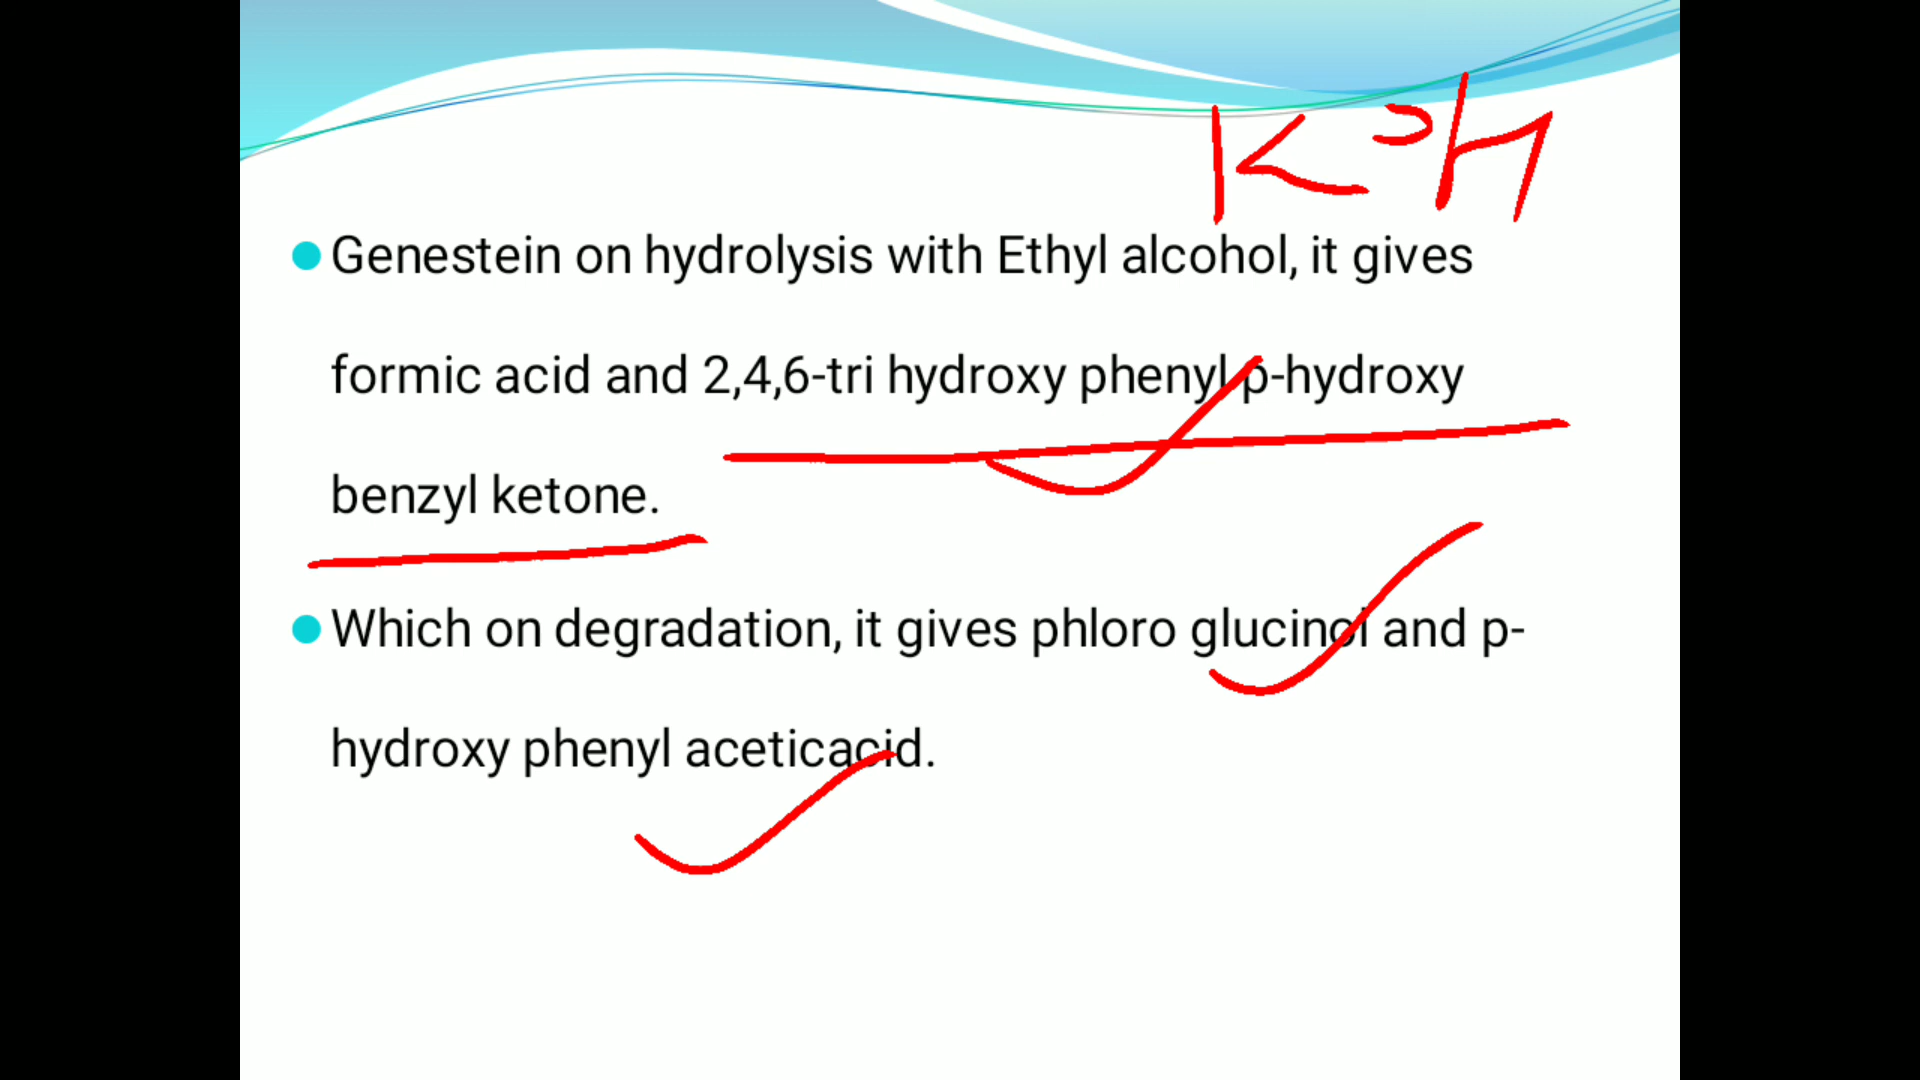 KOH
Genestein on hydrolysis with Ethyl alcohol, it gives
formic acid and 2,4,6-tri hydroxy phenyl p-hydroxy
benzyl ketone.
Which on degradation, it gives phloro glucinol and p-
hydroxy phenyl aceticacid.